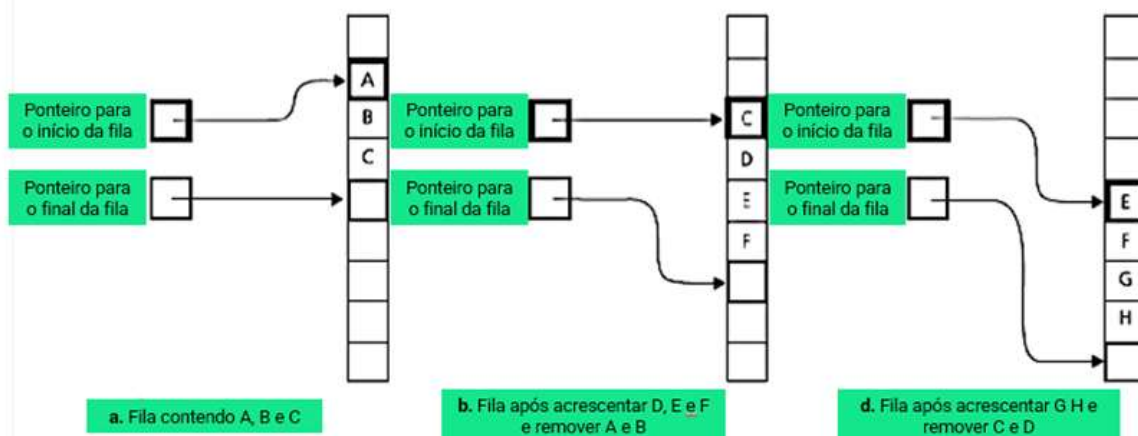 A
B
C
Ponteiro para
o início da fila
Ponteiro para
o final da fila
a. Fila contendo A, B e C
C
D
E
F
Ponteiro para
o início da fila
Ponteiro para
o final da fila
b. Fila após acrescentar D, E e F
e remover A e B
E
F
G
H
Ponteiro para
o início da fila
Ponteiro para
o final da fila
d. Fila após acrescentar G H e
remover C e D